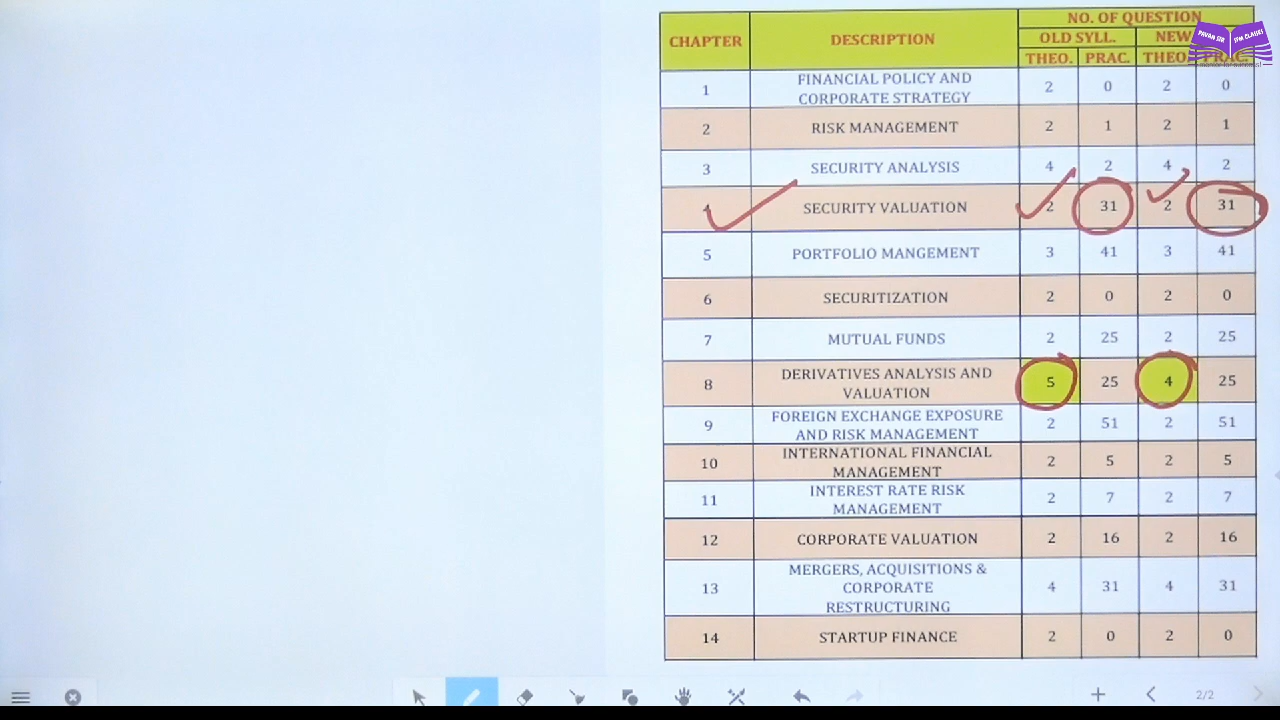 NO. OF QUESTION
CHAPTER DESCRIPTION OLD SYLL. NEW
THEO. PRAC. THEO. PRAC.
PAVAN SIR SFM CLASSES
1 FINANCIAL POLICY AND CORPORATE STRATEGY 2 0 2 0
2 RISK MANAGEMENT 2 1 2 1
3 SECURITY ANALYSIS 4 2 4 2
4 SECURITY VALUATION 2 31 2 31
5 PORTFOLIO MANGEMENT 3 41 3 41
6 SECURITIZATION 2 0 2 0
7 MUTUAL FUNDS 2 25 2 25
8 DERIVATIVES ANALYSIS AND VALUATION 5 25 4 25
9 FOREIGN EXCHANGE EXPOSURE AND RISK MANAGEMENT 2 51 2 51
10 INTERNATIONAL FINANCIAL MANAGEMENT 2 5 2 5
11 INTEREST RATE RISK MANAGEMENT 2 7 2 7
12 CORPORATE VALUATION 2 16 2 16
13 MERGERS, ACQUISITIONS & CORPORATE RESTRUCTURING 4 31 4 31
14 STARTUP FINANCE 2 0 2 0
2/2